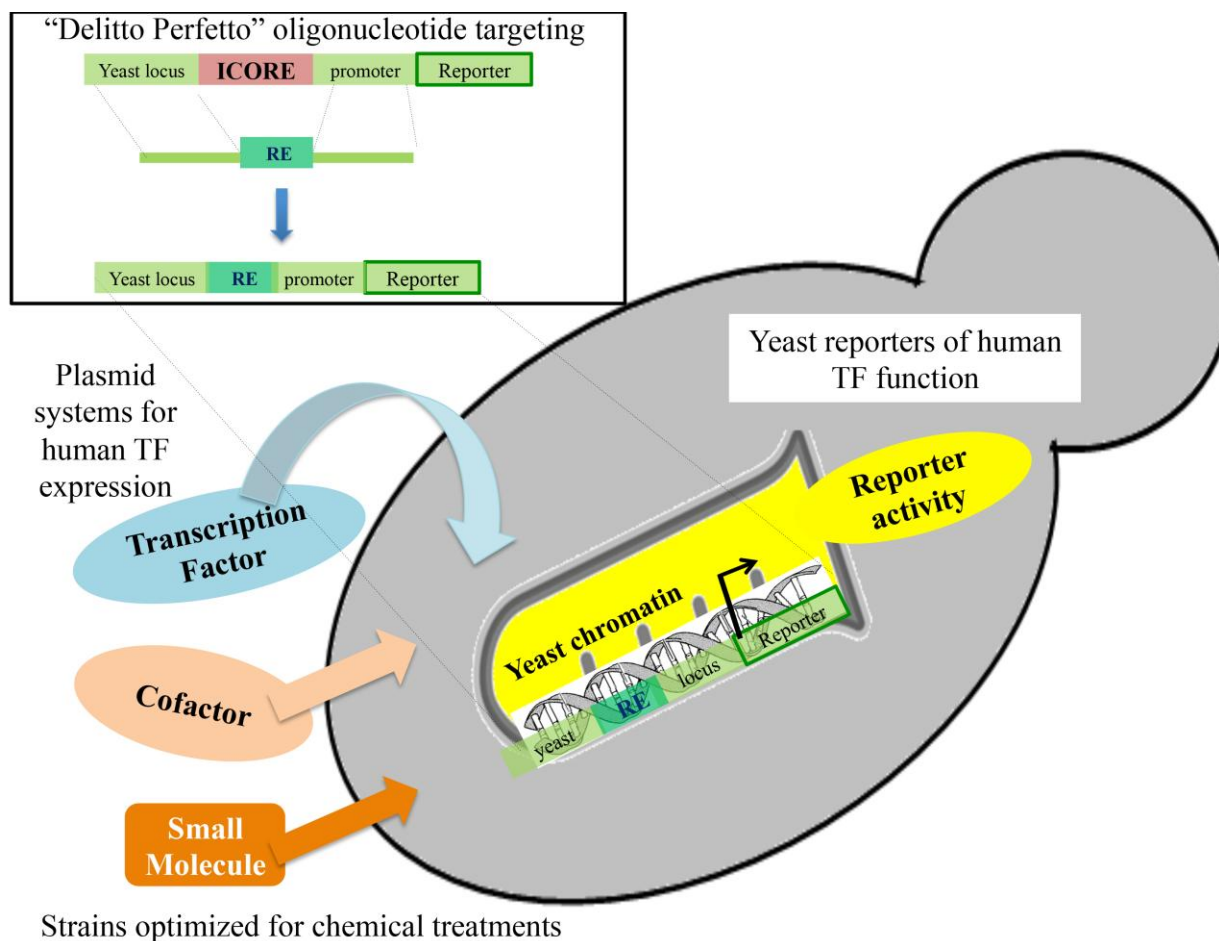 “Delitto Perfetto” oligonucleotide targeting
Yeast locus ICORE promoter Reporter
RE
Yeast locus RE promoter Reporter
Plasmid
systems for
human TF
expression
Yeast reporters of human
TF function
Transcription
Factor
Reporter
activity
Yeast chromatin
yeast RE locus Reporter
Cofactor
Small
Molecule
Strains optimized for chemical treatments